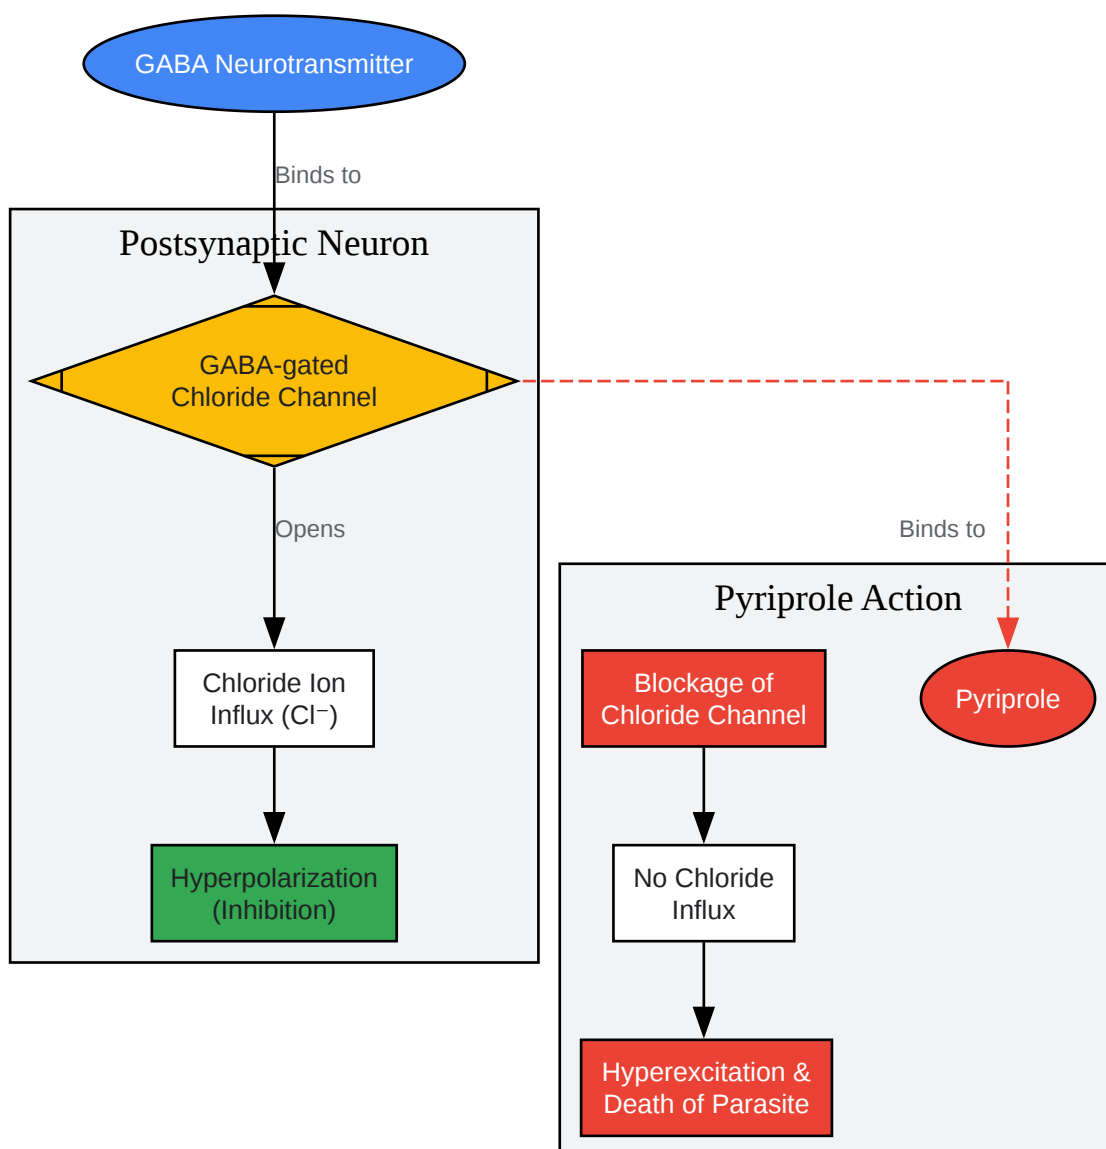 GABA Neurotransmitter
Binds to
Postsynaptic Neuron
GABA-gated
Chloride Channel
Opens
Chloride Ion
Influx (Cl⁻)
Hyperpolarization
(Inhibition)
Binds to
Pyriprole Action
Blockage of
Chloride Channel
Pyriprole
No Chloride
Influx
Hyperexcitation &
Death of Parasite